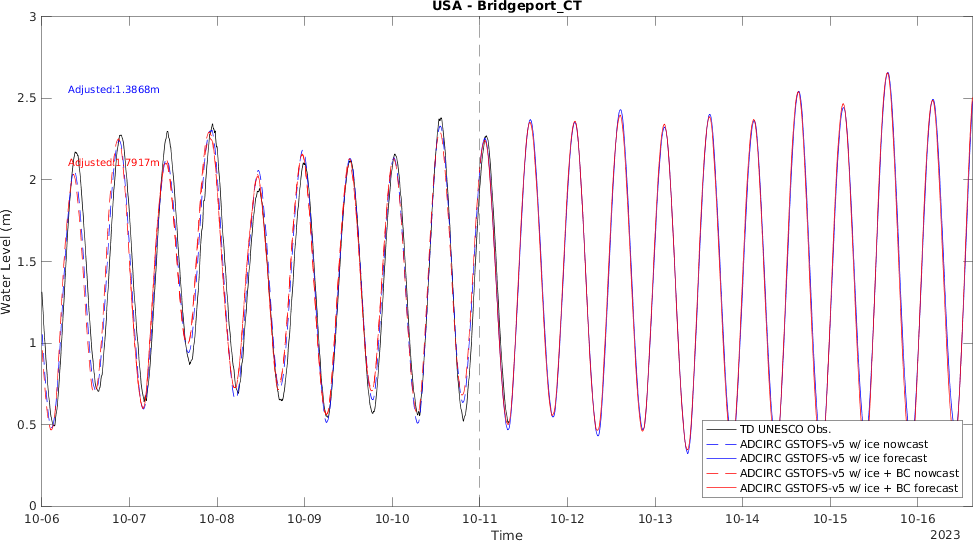 USA - Bridgeport_CT
3
2.5
2
1.5
1
0.5
0
Water Level (m)
Adjusted:1.3868m
Adjusted:1.7917m
TD UNESCO Obs.
ADCIRC GSTOFS-v5 w/ ice nowcast
ADCIRC GSTOFS-v5 w/ ice forecast
ADCIRC GSTOFS-v5 w/ ice + BC nowcast
ADCIRC GSTOFS-v5 w/ ice + BC forecast
10-06 10-07 10-08 10-09 10-10 10-11 10-12 10-13 10-14 10-15 10-16
Time
2023